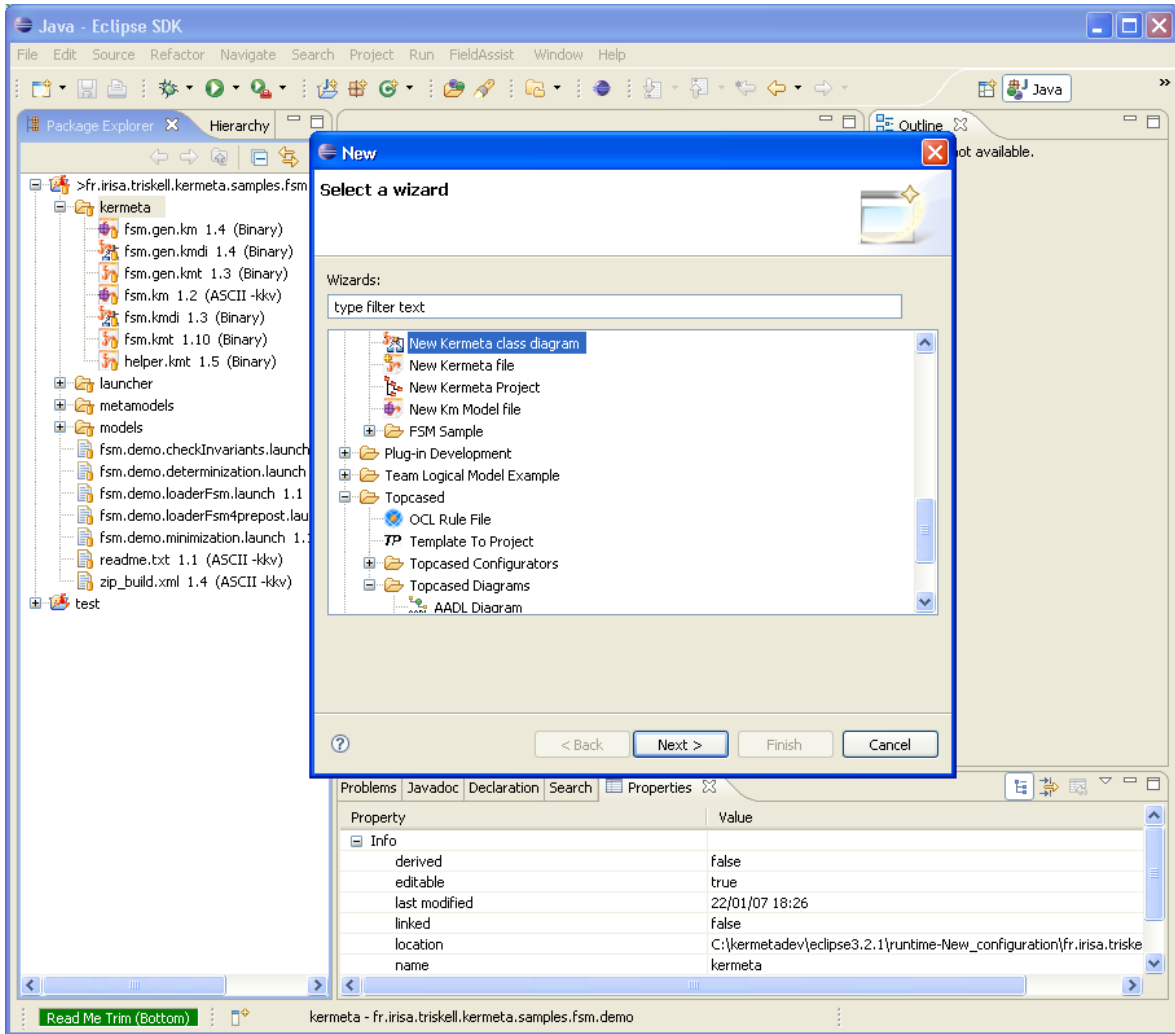 Java - Eclipse SDK
File Edit Source Refactor Navigate Search Project Run FieldAssist Window Help
Java
»
Package Explorer
Hierarchy
Outline
not available.
>fr.irisa.triskell.kermeta.samples.fsm
kermeta
fsm.gen.km 1.4 (Binary)
fsm.gen.kmdi 1.4 (Binary)
fsm.gen.kmt 1.3 (Binary)
fsm.km 1.2 (ASCII -kkv)
fsm.kmdi 1.3 (Binary)
fsm.kmt 1.10 (Binary)
helper.kmt 1.5 (Binary)
launcher
metamodels
models
fsm.demo.checkInvariants.launch
fsm.demo.determinization.launch
fsm.demo.loaderFsm.launch 1.1
fsm.demo.loaderFsm4prepost.lau
fsm.demo.minimization.launch 1.1
readme.txt 1.1 (ASCII -kkv)
zip_build.xml 1.4 (ASCII -kkv)
test
New
Select a wizard
Wizards:
type filter text
New Kermeta class diagram
New Kermeta file
New Kermeta Project
New Km Model file
FSM Sample
Plug-in Development
Team Logical Model Example
Topcased
OCL Rule File
TP Template To Project
Topcased Configurators
Topcased Diagrams
AADL Diagram
?
< Back
Next >
Finish
Cancel
Problems Javadoc Declaration Search Properties
Property Value
Info
derived false
editable true
last modified 22/01/07 18:26
linked false
location C:\kermetadev\eclipse3.2.1\runtime-New_configuration\fr.irisa.triske
name kermeta
Read Me Trim (Bottom)
kermeta - fr.irisa.triskell.kermeta.samples.fsm.demo